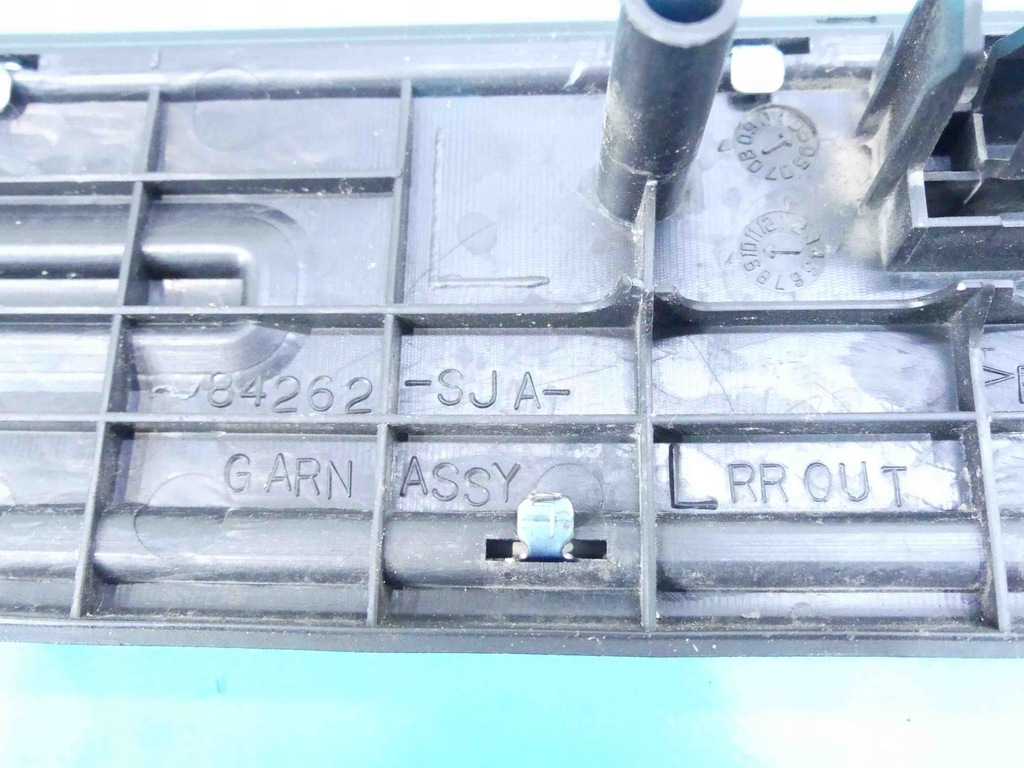 84262-SJA-
GARN ASSY L RR OUT